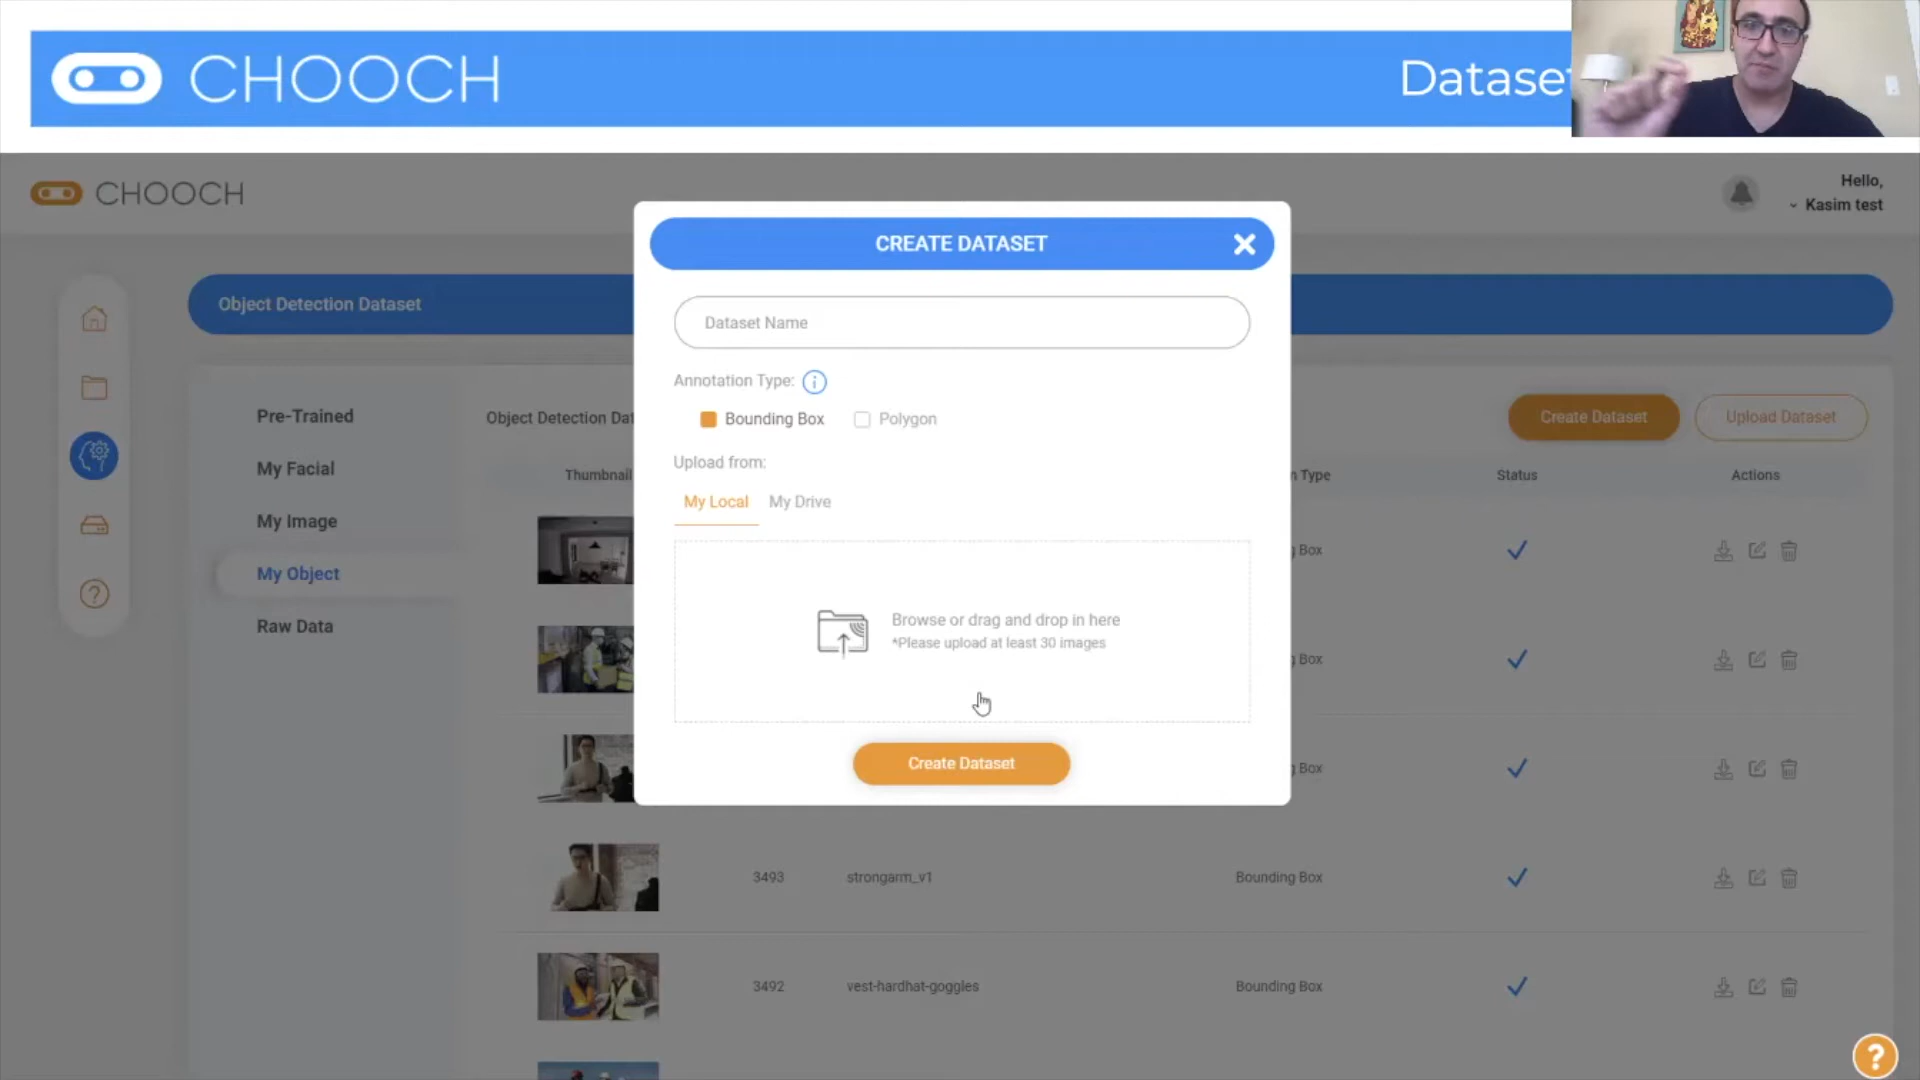 CHOOCH
Datase
CHOOCH
Hello,
Kasim test
CREATE DATASET
Object Detection Dataset
Dataset Name
Annotation Type:
Bounding Box
Polygon
Upload from:
My Local
My Drive
Browse or drag and drop in here
*Please upload at least 30 images
Create Dataset
Pre-Trained
My Facial
My Image
My Object
Raw Data
Object Detection Dat
Create Dataset
Upload Dataset
Thumbnail
n Type
Status
Actions
g Box
g Box
g Box
3493 strongarm_v1 Bounding Box
3492 vest-hardhat-goggles Bounding Box
?